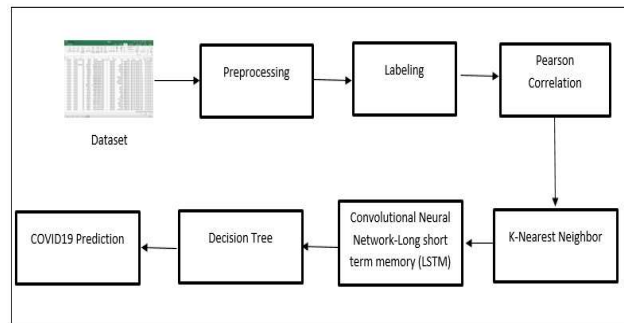 Preprocessing
Labeling
Pearson
Correlation
Dataset
COVID19 Prediction
Decision Tree
Convolutional Neural
Network-Long short
term memory (LSTM)
K-Nearest Neighbor